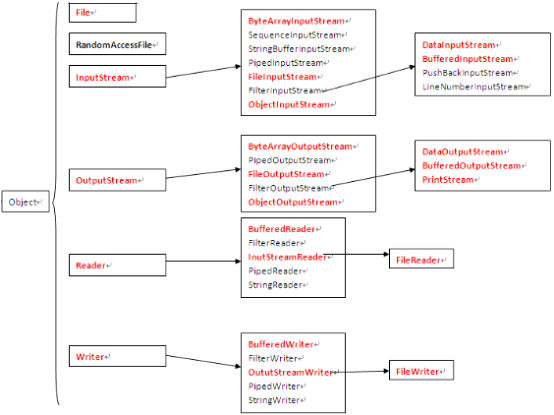 File
RandomAccessFile
InputStream
ByteArrayInputStream
SequenceInputStream
StringBufferInputStream
PipedInputStream
FileInputStream
FilterInputStream
ObjectInputStream
DataInputStream
BufferedInputStream
PushBackInputStream
LineNumberInputStream
Object
OutputStream
ByteArrayOutputStream
PipedOutputStream
FileOutputStream
FilterOutputStream
ObjectOutputStream
DataOutputStream
BufferedOutputStream
PrintStream
Reader
BufferedReader
FilterReader
InutStreamReader
PipedReader
StringReader
FileReader
Writer
BufferedWriter
FilterWriter
OututStreamWriter
PipedWriter
StringWriter
FileWriter